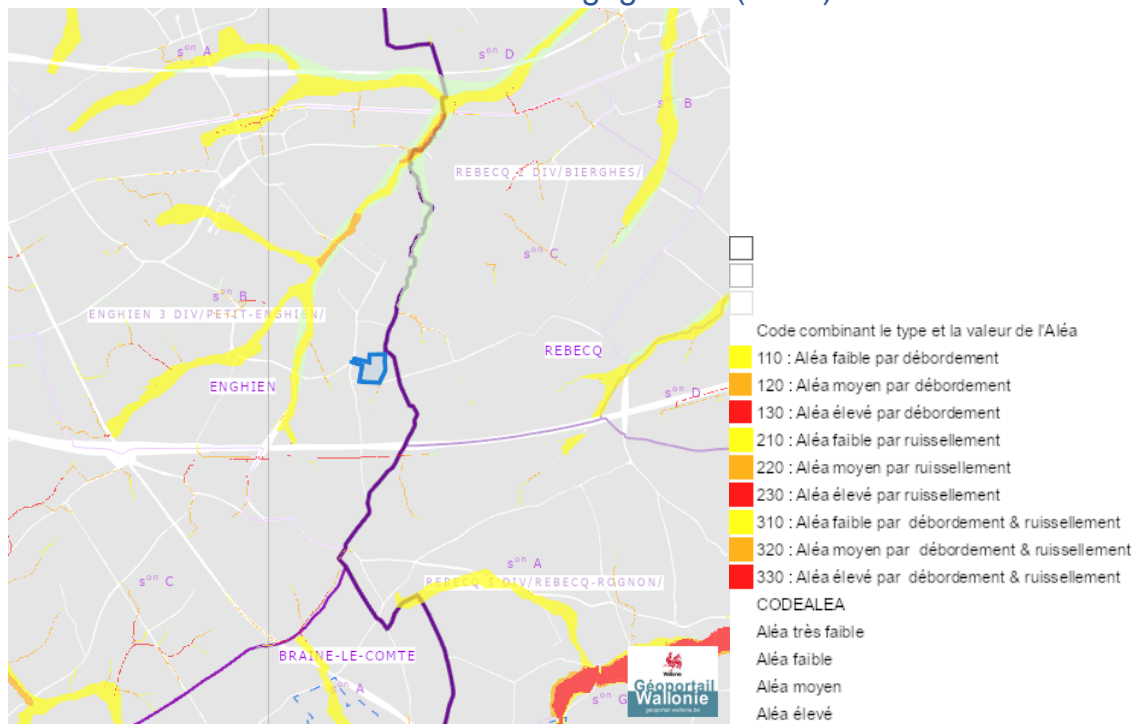 sᵒⁿ A
sᵒⁿ D
sᵒⁿ B
REBECQ 2 DIV/BIERGHES/
sᵒⁿ C
sᵒⁿ B
ENGHIEN 3 DIV/PETIT-ENGHIEN/
REBECQ
ENGHIEN
sᵒⁿ D
sᵒⁿ A
sᵒⁿ C
REBECQ 1 DIV/REBECQ-ROGNON/
BRAINE-LE-COMTE
sᵒⁿ A
sᵒⁿ G
Wallonie
Géoportail
Wallonie
geoportail.wallonie.be
Code combinant le type et la valeur de l'Aléa
110 : Aléa faible par débordement
120 : Aléa moyen par débordement
130 : Aléa élevé par débordement
210 : Aléa faible par ruissellement
220 : Aléa moyen par ruissellement
230 : Aléa élevé par ruissellement
310 : Aléa faible par débordement & ruissellement
320 : Aléa moyen par débordement & ruissellement
330 : Aléa élevé par débordement & ruissellement
CODEALEA
Aléa très faible
Aléa faible
Aléa moyen
Aléa élevé